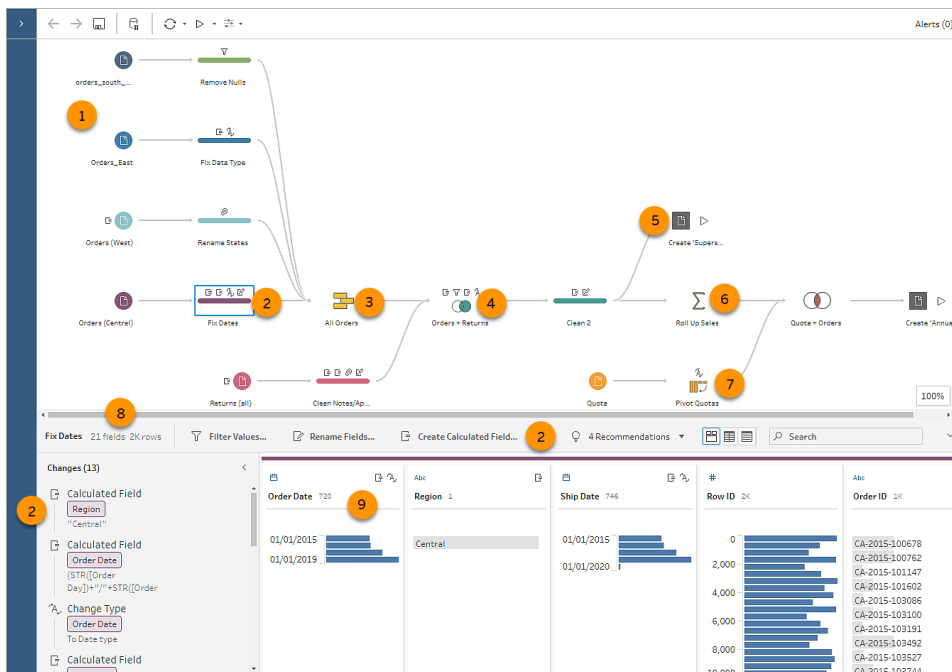 Alerts (0)
orders_south_...
Remove Nulls
1
Orders_East
Fix Data Type
Orders (West)
Rename States
5
Create 'Supers...
Orders (Central)
Fix Dates
2
All Orders
3
Orders + Returns
4
Clean 2
Roll Up Sales
6
Quota + Orders
Create 'Annua
Returns (all)
Clean Notes/Ap...
Quota
Pivot Quotas
7
100%
8
Fix Dates 21 fields 2K rows Filter Values... Rename Fields... Create Calculated Field... 2 4 Recommendations Search
Changes (13)
Calculated Field
Region
"Central"
2
Calculated Field
Order Date
(STR([Order
Day])+"/"+STR([Order
Change Type
Order Date
To Date type
Calculated Field
Order Date 720
9
01/01/2015
01/01/2019
Abc
Region 1
Central
Ship Date 746
01/01/2015
01/01/2020
#
Row ID 2K
0
2,000
4,000
6,000
8,000
10,000
Abc
Order ID 1K
CA-2015-100678
CA-2015-100762
CA-2015-101147
CA-2015-101602
CA-2015-103086
CA-2015-103100
CA-2015-103191
CA-2015-103492
CA-2015-103527
CA-2015-103744